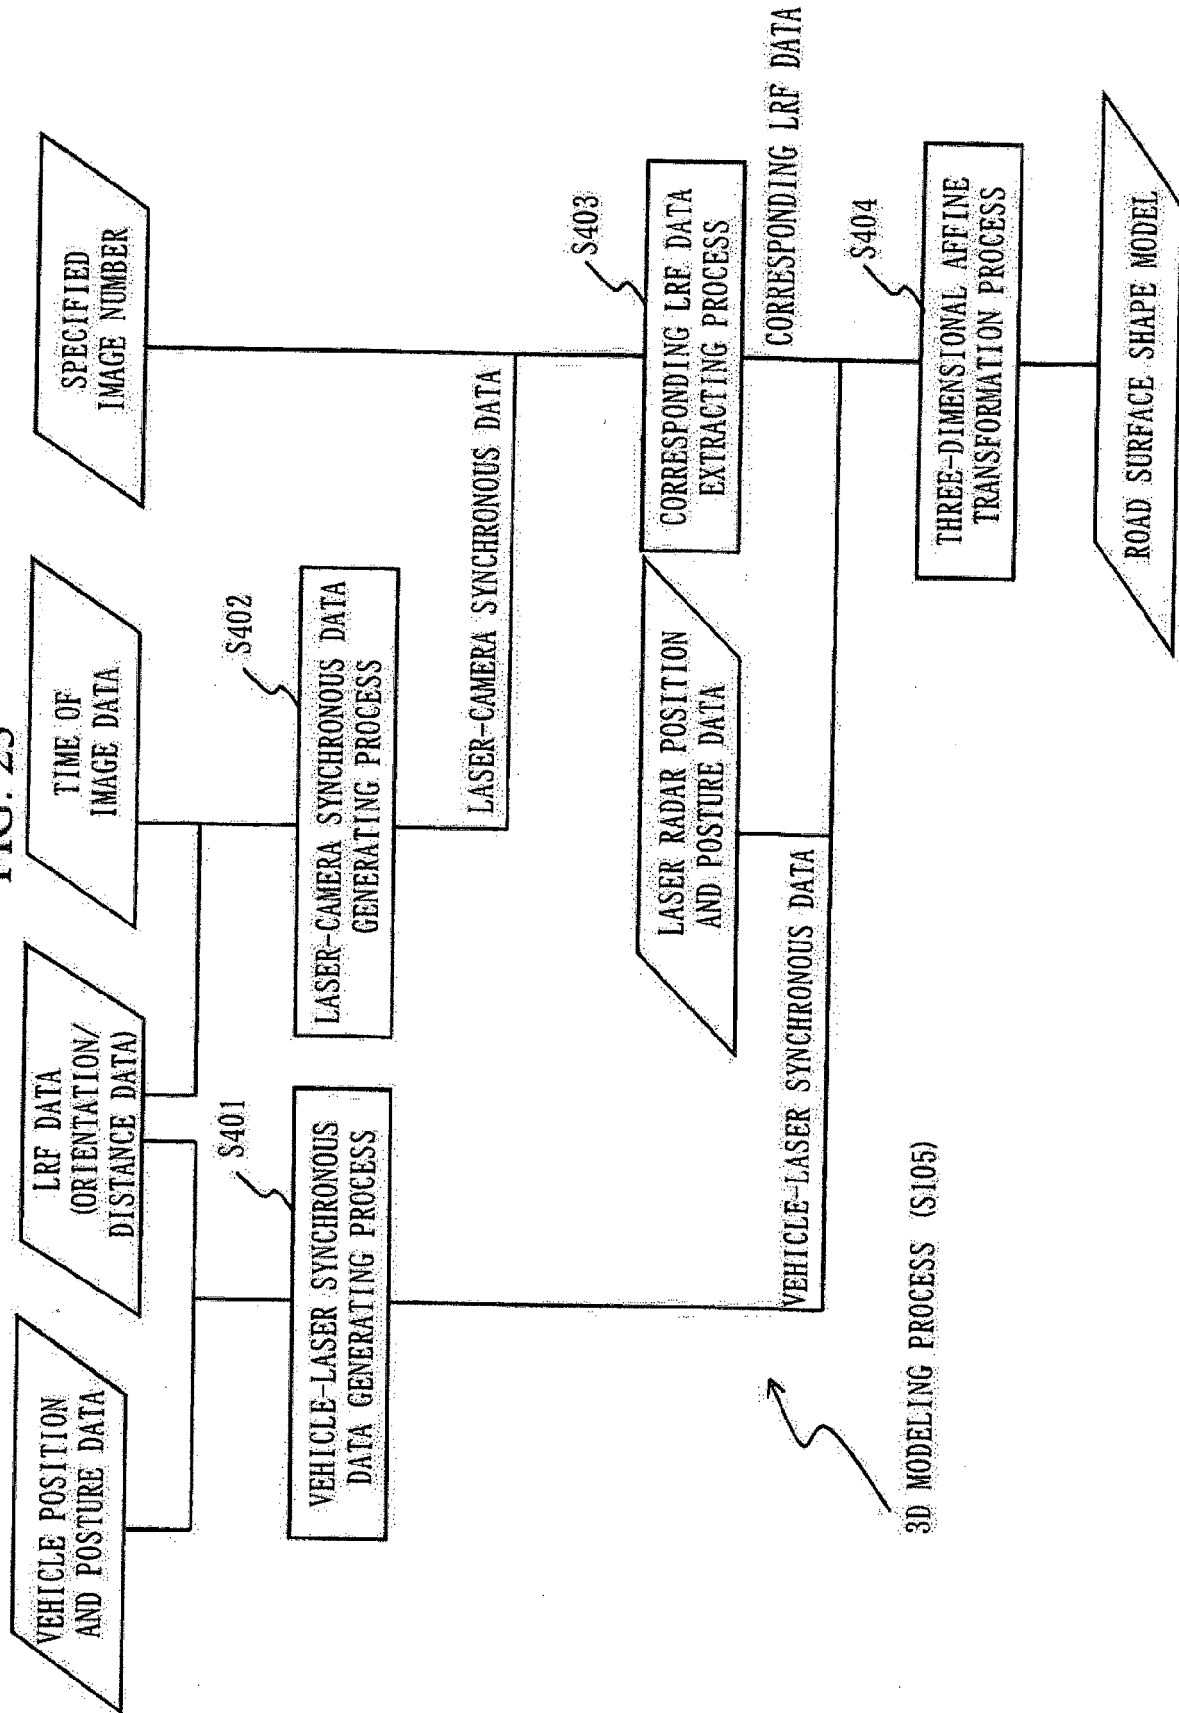 FIG. 23
VEHICLE POSITION
AND POSTURE DATA
LRF DATA
(ORIENTATION/
DISTANCE DATA)
TIME OF
IMAGE DATA
SPECIFIED
IMAGE NUMBER
S401
VEHICLE-LASER SYNCHRONOUS
DATA GENERATING PROCESS
S402
LASER-CAMERA SYNCHRONOUS DATA
GENERATING PROCESS
LASER-CAMERA SYNCHRONOUS DATA
S403
CORRESPONDING LRF DATA
EXTRACTING PROCESS
LASER RADAR POSITION
AND POSTURE DATA
CORRESPONDING LRF DATA
VEHICLE-LASER SYNCHRONOUS DATA
S404
THREE-DIMENSIONAL AFFINE
TRANSFORMATION PROCESS
3D MODELING PROCESS (S105)
ROAD SURFACE SHAPE MODEL